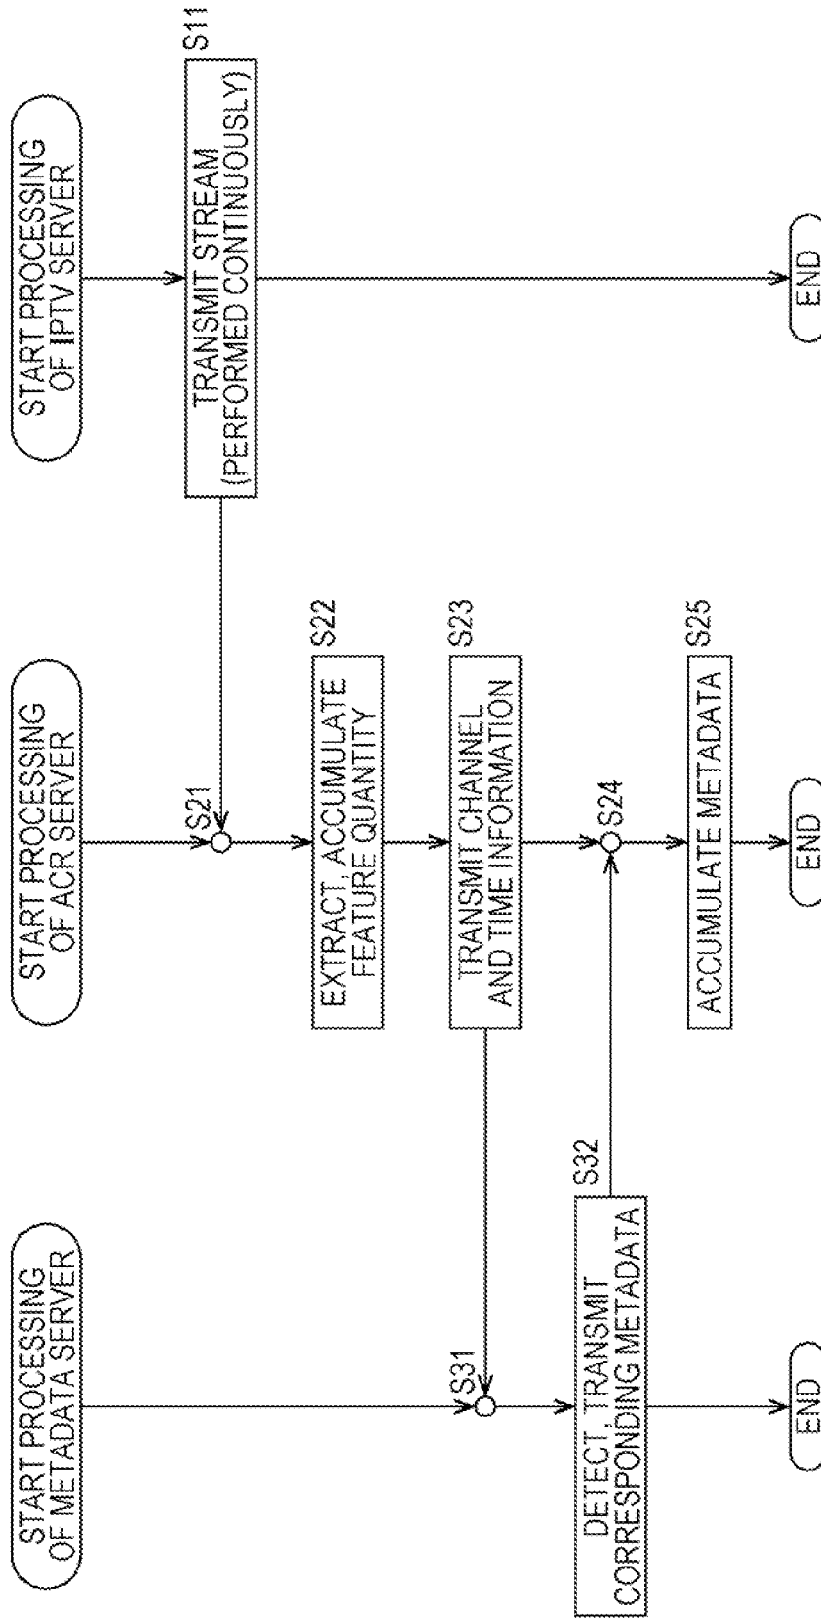 START PROCESSING
OF METADATA SERVER
START PROCESSING
OF ACR SERVER
START PROCESSING
OF IPTV SERVER
S11
TRANSMIT STREAM
(PERFORMED CONTINUOUSLY)
S21
S22
EXTRACT, ACCUMULATE
FEATURE QUANTITY
S23
TRANSMIT CHANNEL
AND TIME INFORMATION
S31
S32
DETECT, TRANSMIT
CORRESPONDING METADATA
S24
S25
ACCUMULATE METADATA
END
END
END